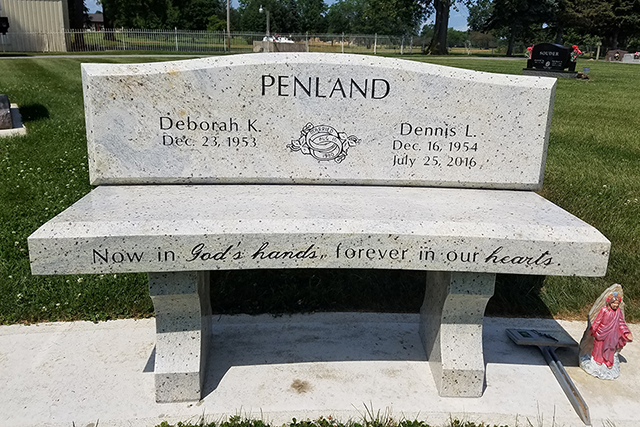 PENLAND
Deborah K.
Dec. 23, 1953
Dennis L.
Dec. 16, 1954
July 25, 2016
Now in God's hands, forever in our hearts.